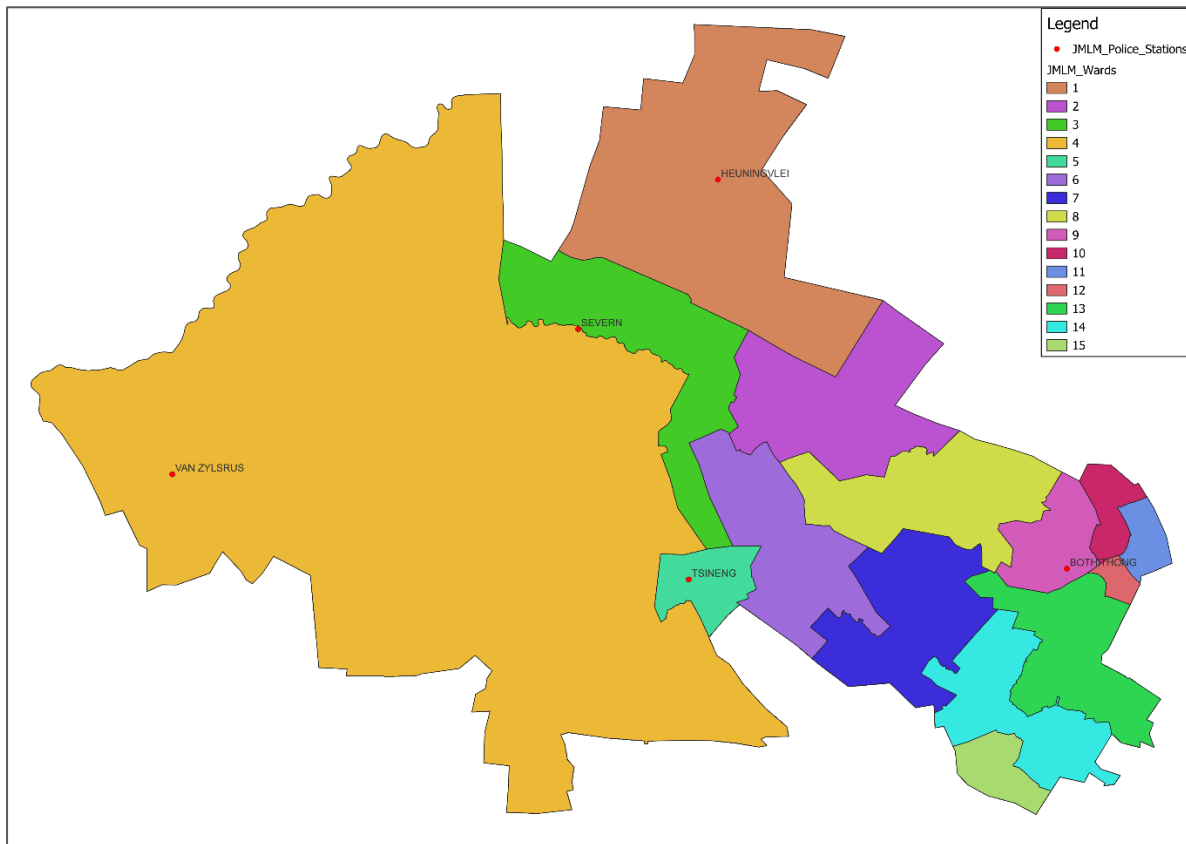 Legend
JMLM_Police_Stations
JMLM_Wards
1
2
3
4
5
6
7
8
9
10
11
12
13
14
15
HEUNINGVLEI
SEVERN
VAN ZYLSRUS
TSINENG
BOTHITHONG